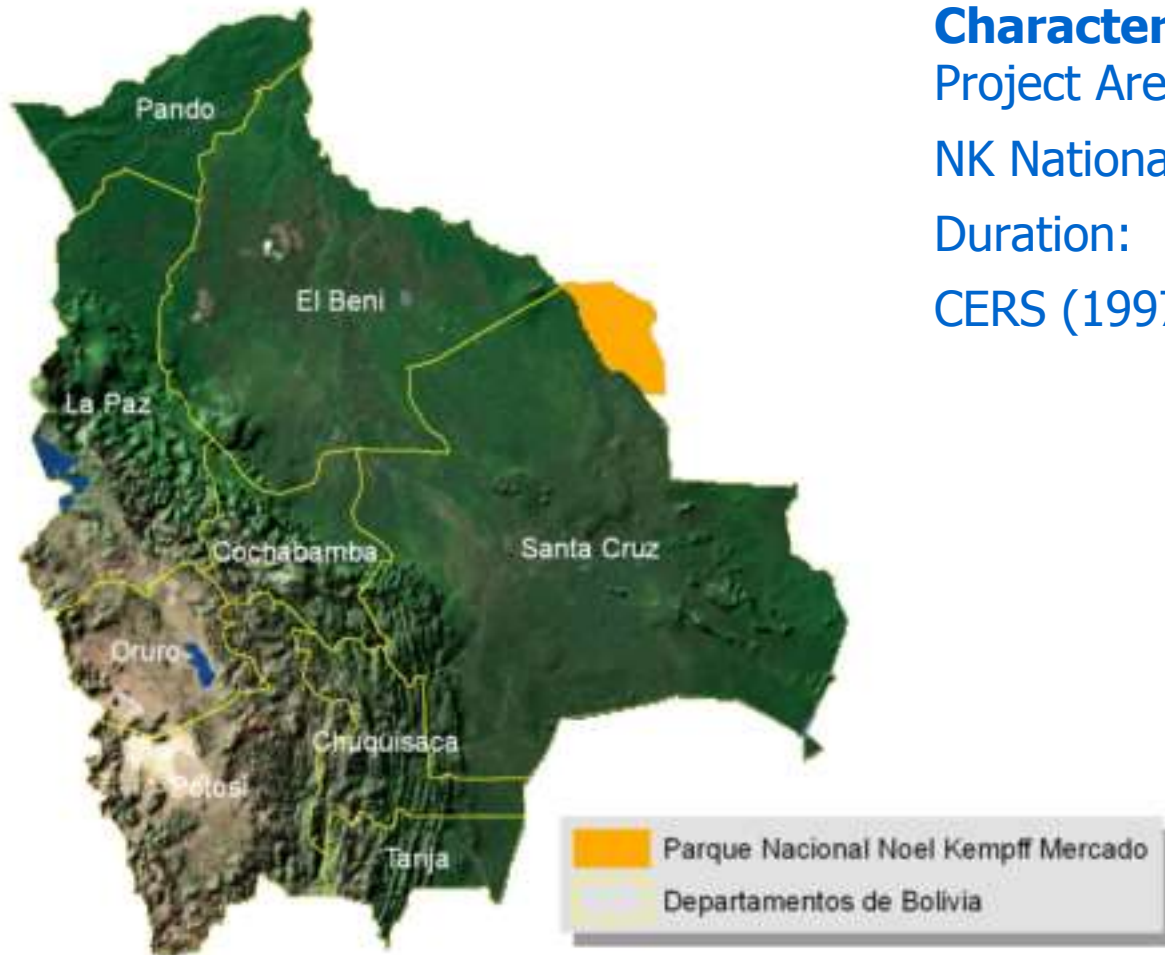 Character
Project Are
NK Nationa
Duration:
CERS (1997
Pando
El Beni
La Paz
Cochabamba
Santa Cruz
Oruro
Chuquisaca
Potosi
Tarija
Parque Nacional Noel Kempff Mercado
Departamentos de Bolivia